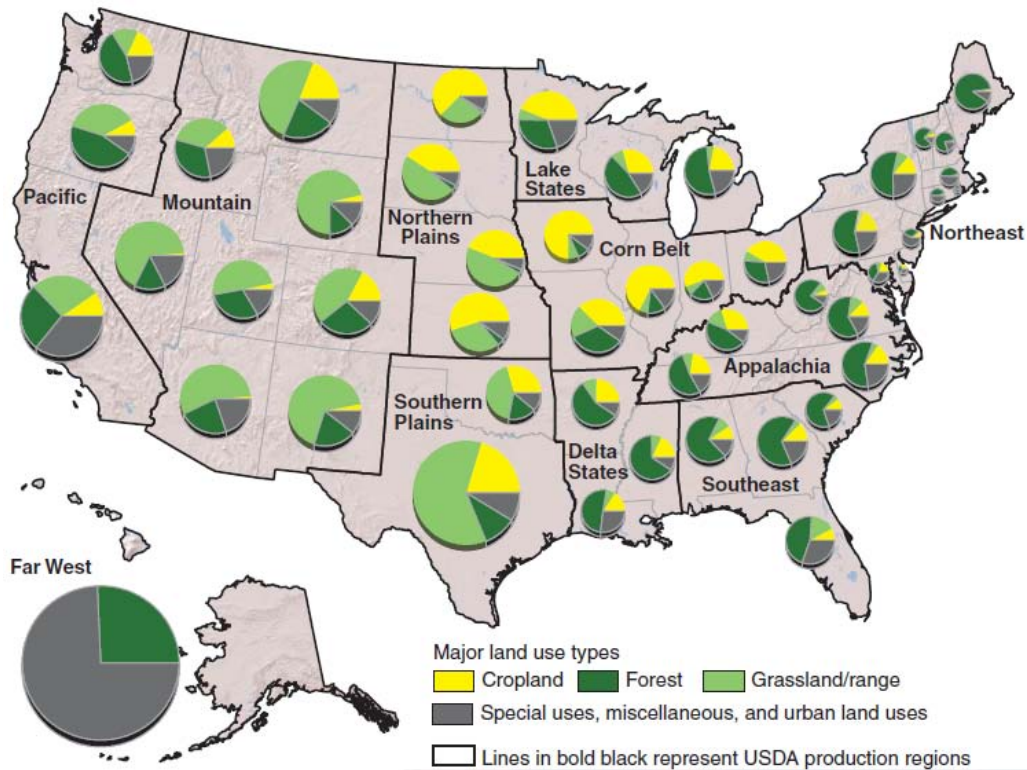 Pacific
Mountain
Northern
Plains
Lake
States
Corn Belt
Northeast
Appalachia
Southern
Plains
Delta
States
Southeast
Far West
Major land use types
Cropland
Forest
Grassland/range
Special uses, miscellaneous, and urban land uses
Lines in bold black represent USDA production regions